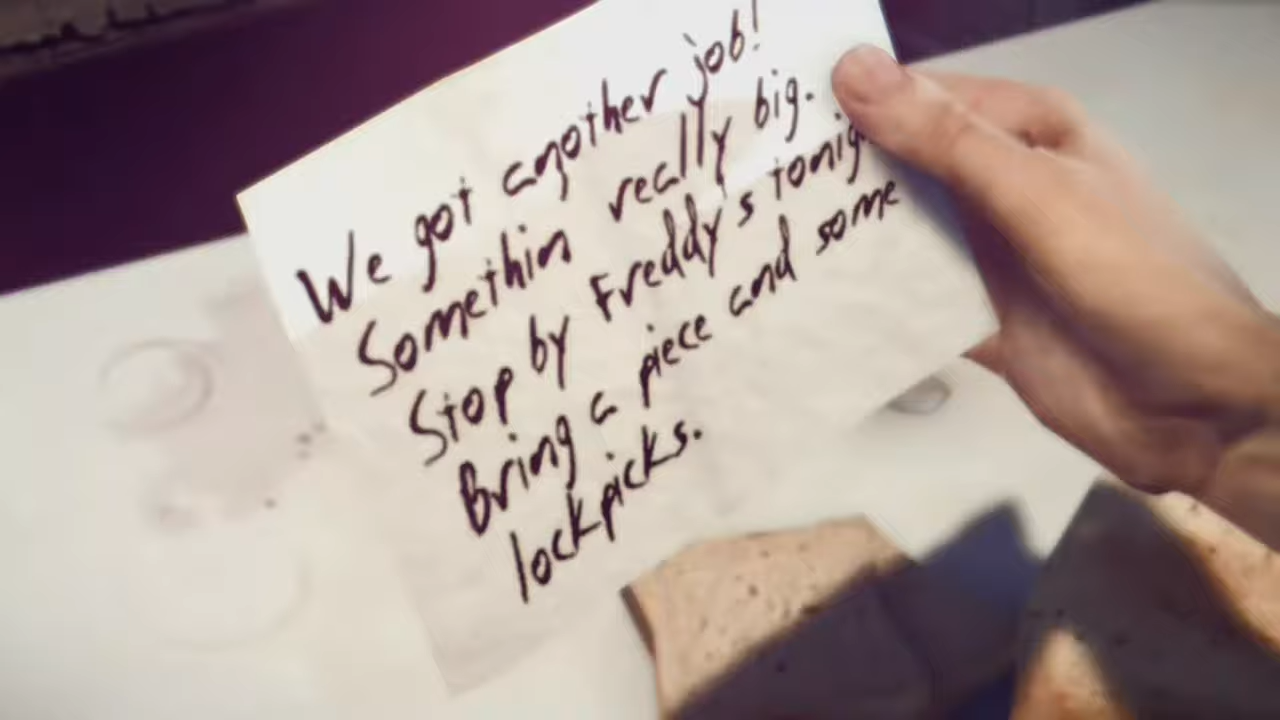 We got another job!
Somethin really big.
Stop by Freddy's tonig
Bring a piece and some
lockpicks.